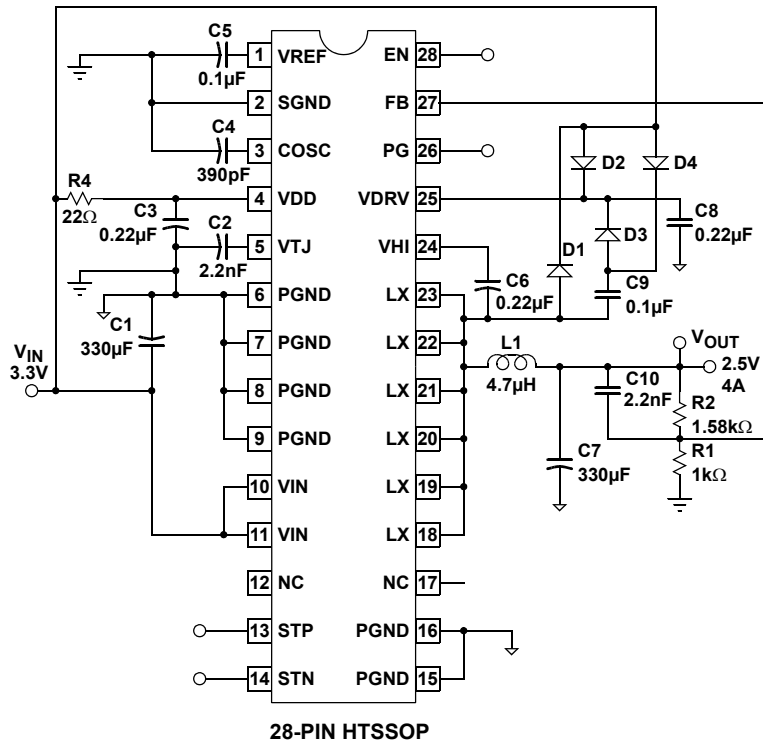 C5
0.1µF
1 VREF
EN 28
2 SGND
FB 27
C4
390pF
3 COSC
PG 26
D2
D4
R4
22Ω
4 VDD
VDRV 25
C3
0.22µF
C2
2.2nF
5 VTJ
VHI 24
D1
D3
C8
0.22µF
6 PGND
LX 23
C6
0.22µF
C9
0.1µF
C1
330µF
7 PGND
LX 22
L1
4.7µH
VIN
3.3V
VOUT
2.5V
4A
8 PGND
LX 21
C10
2.2nF
R2
1.58kΩ
9 PGND
LX 20
C7
330µF
R1
1kΩ
10 VIN
LX 19
11 VIN
LX 18
12 NC
NC 17
13 STP
PGND 16
14 STN
PGND 15
28-PIN HTSSOP